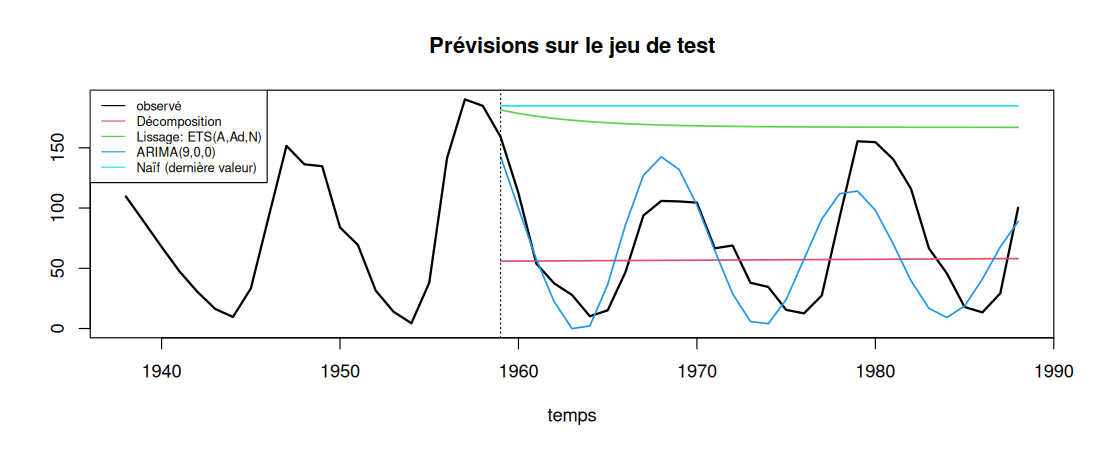 Prévisions sur le jeu de test
observé
Décomposition
Lissage: ETS(A,Ad,N)
ARIMA(9,0,0)
Naïf (dernière valeur)
150
100
50
0
1940 1950 1960 1970 1980 1990
temps